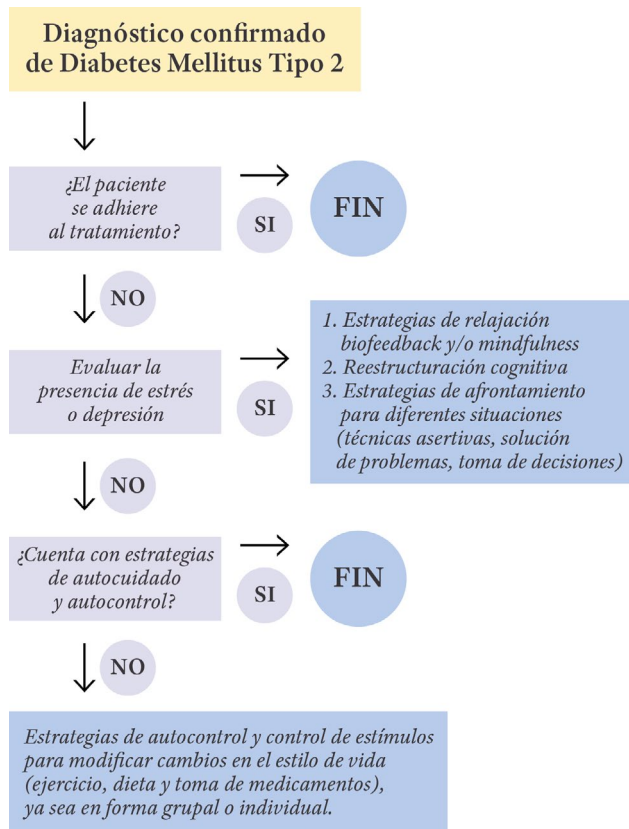 Diagnóstico confirmado
de Diabetes Mellitus Tipo 2
¿El paciente
se adhiere
al tratamiento?
SI
FIN
NO
Evaluar la
presencia de estrés
o depresión
SI
1. Estrategias de relajación
biofeedback y/o mindfulness
2. Reestructuración cognitiva
3. Estrategias de afrontamiento
para diferentes situaciones
(técnicas asertivas, solución
de problemas, toma de decisiones)
NO
¿Cuenta con estrategias
de autocuidado
y autocontrol?
SI
FIN
NO
Estrategias de autocontrol y control de estímulos
para modificar cambios en el estilo de vida
(ejercicio, dieta y toma de medicamentos),
ya sea en forma grupal o individual.